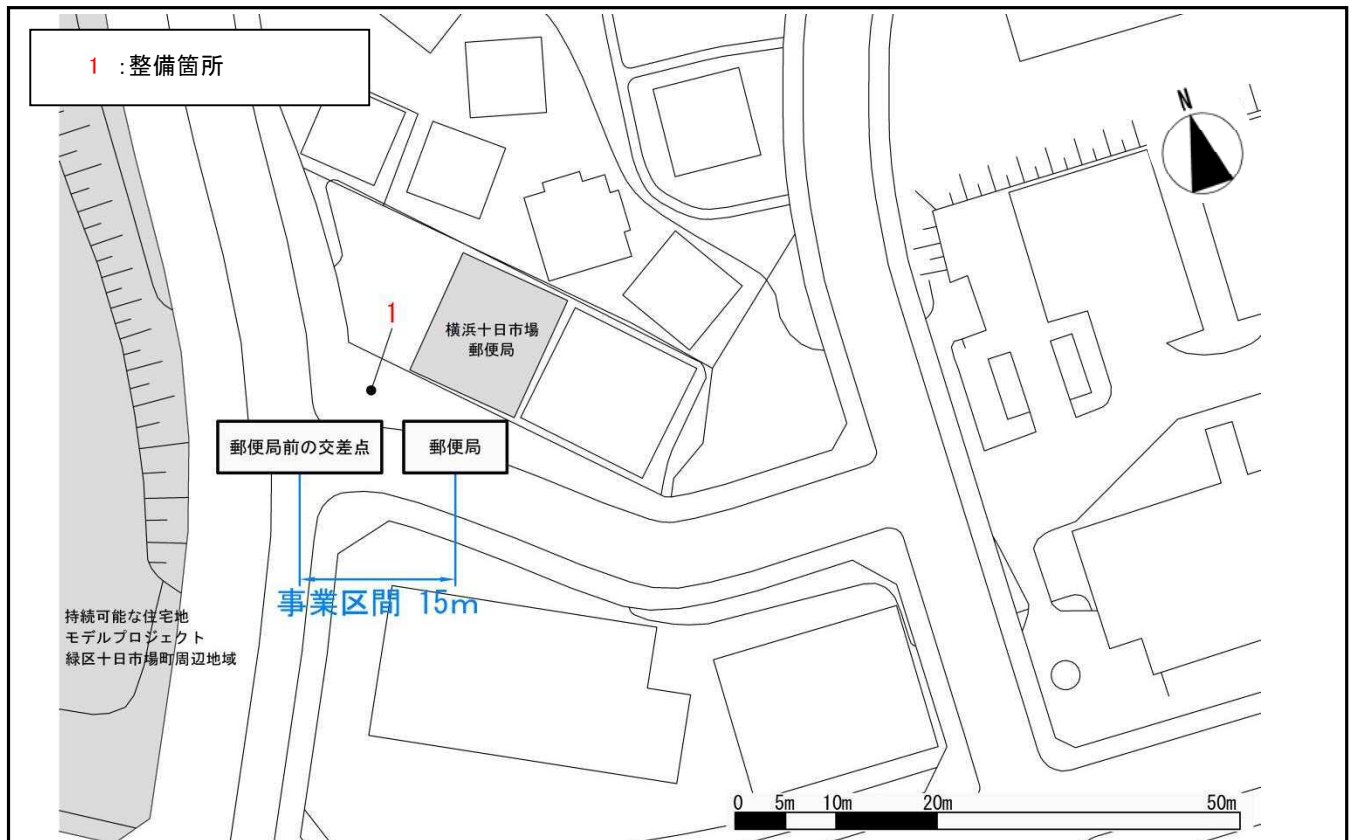 1 :整備箇所
N
1
横浜十日市場
郵便局
郵便局前の交差点
郵便局
事業区間 15m
持続可能な住宅地
モデルプロジェクト
緑区十日市場町周辺地域
0 5m 10m 20m 50m